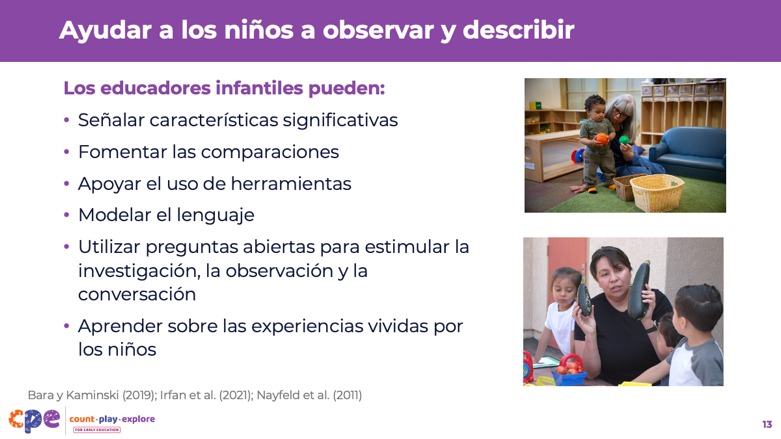 Ayudar a los niños a observar y describir
Los educadores infantiles pueden:
• Señalar características significativas
• Fomentar las comparaciones
• Apoyar el uso de herramientas
• Modelar el lenguaje
• Utilizar preguntas abiertas para estimular la
investigación, la observación y la
conversación
• Aprender sobre las experiencias vividas por
los niños
Bara y Kaminski (2019); Irfan et al. (2021); Nayfeld et al. (2011)
cpe
count•play•explore
FOR EARLY EDUCATION
13